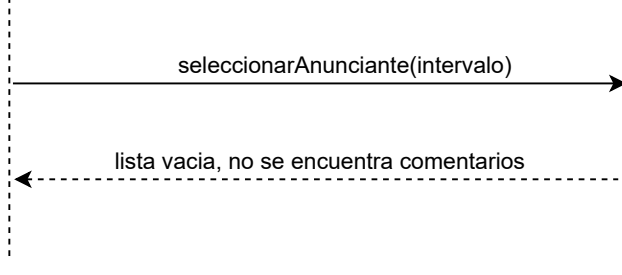 seleccionarAnunciante(intervalo)
lista vacia, no se encuentra comentarios